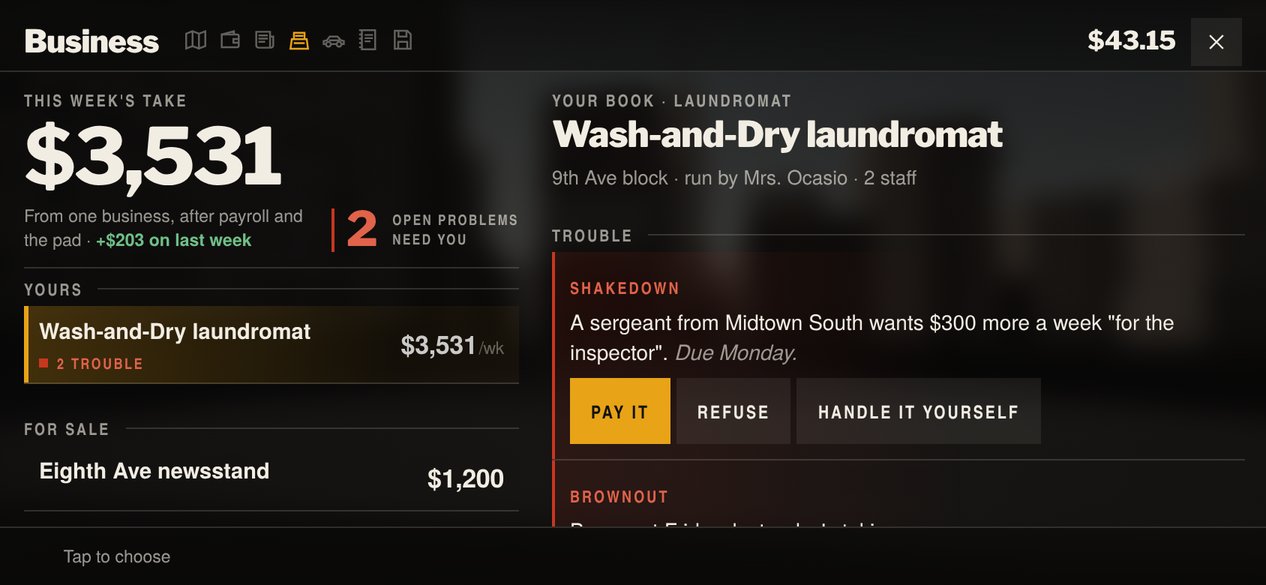 Business
$43.15
THIS WEEK'S TAKE
$3,531
From one business, after payroll and
the pad · +$203 on last week
2
OPEN PROBLEMS
NEED YOU
YOURS
Wash-and-Dry laundromat
2 TROUBLE
$3,531/wk
FOR SALE
Eighth Ave newsstand
$1,200
YOUR BOOK · LAUNDROMAT
Wash-and-Dry laundromat
9th Ave block · run by Mrs. Ocasio · 2 staff
TROUBLE
SHAKEDOWN
A sergeant from Midtown South wants $300 more a week "for the
inspector". Due Monday.
PAY IT
REFUSE
HANDLE IT YOURSELF
BROWNOUT
Tap to choose